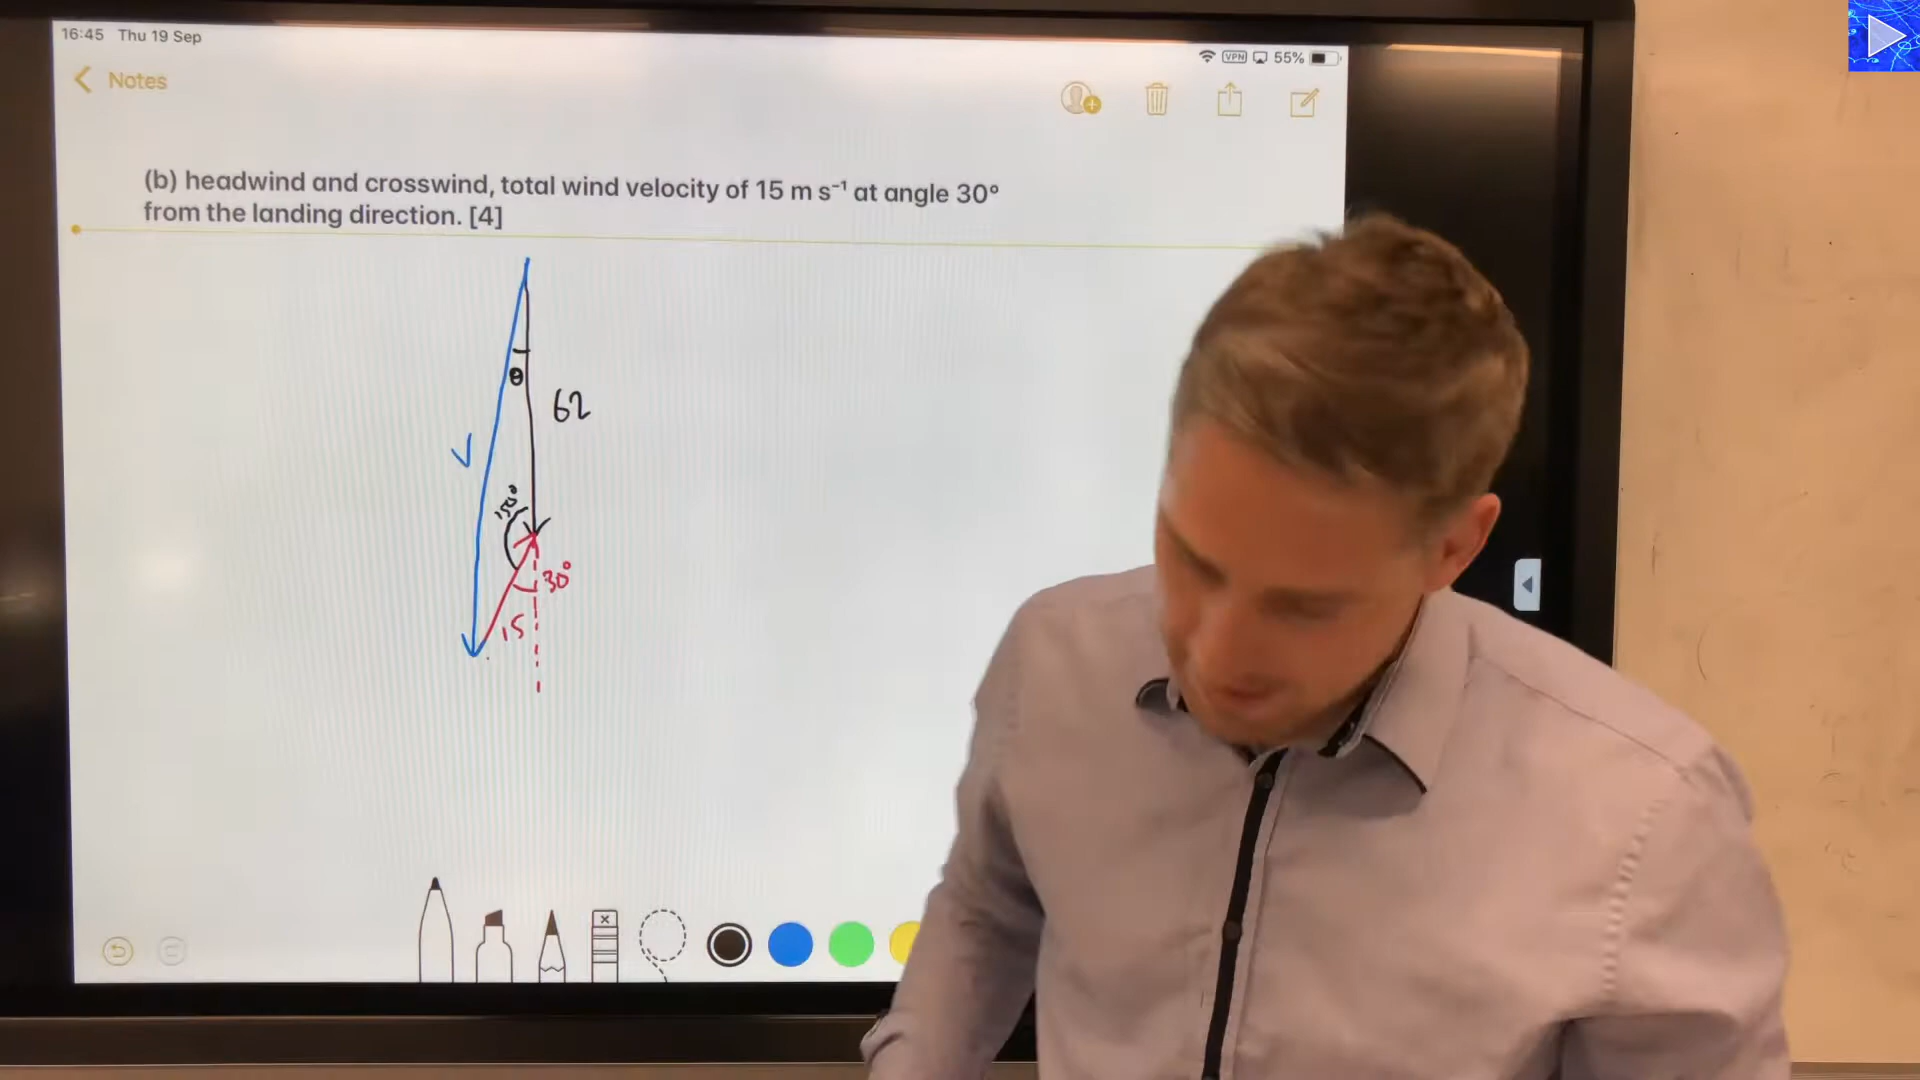 16:45 Thu 19 Sep
VPN 55%
Notes
(b) headwind and crosswind, total wind velocity of 15 m s⁻¹ at angle 30°
from the landing direction. [4]
θ
62
V
150°
30°
15